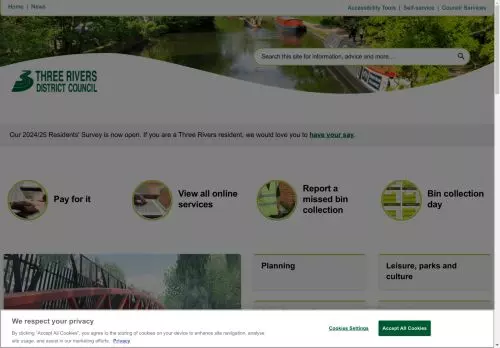 Home | News
Accessibility Tools | Self-service | Council Services
Search this site for information, advice and more...
THREE RIVERS
DISTRICT COUNCIL
Our 2024/25 Residents' Survey is now open. If you are a Three Rivers resident, we would love you to have your say.
Pay for it
View all online
services
Report a
missed bin
collection
Bin collection
day
Planning
Leisure, parks and
culture
We respect your privacy
By clicking "Accept All Cookies", you agree to the storing of cookies on your device to enhance site navigation, analyse
site usage, and assist in our marketing efforts. Privacy
Cookies Settings
Accept All Cookies